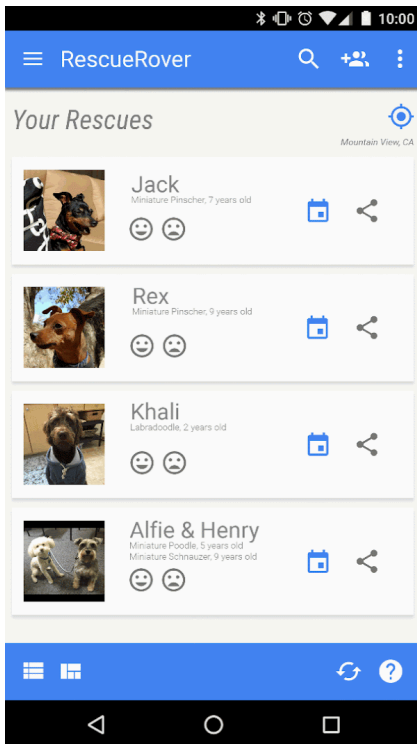 10:00
RescueRover
Your Rescues
Mountain View, CA
Jack
Miniature Pinscher, 7 years old
Rex
Miniature Pinscher, 9 years old
Khali
Labradoodle, 2 years old
Alfie & Henry
Miniature Poodle, 5 years old
Miniature Schnauzer, 9 years old
?